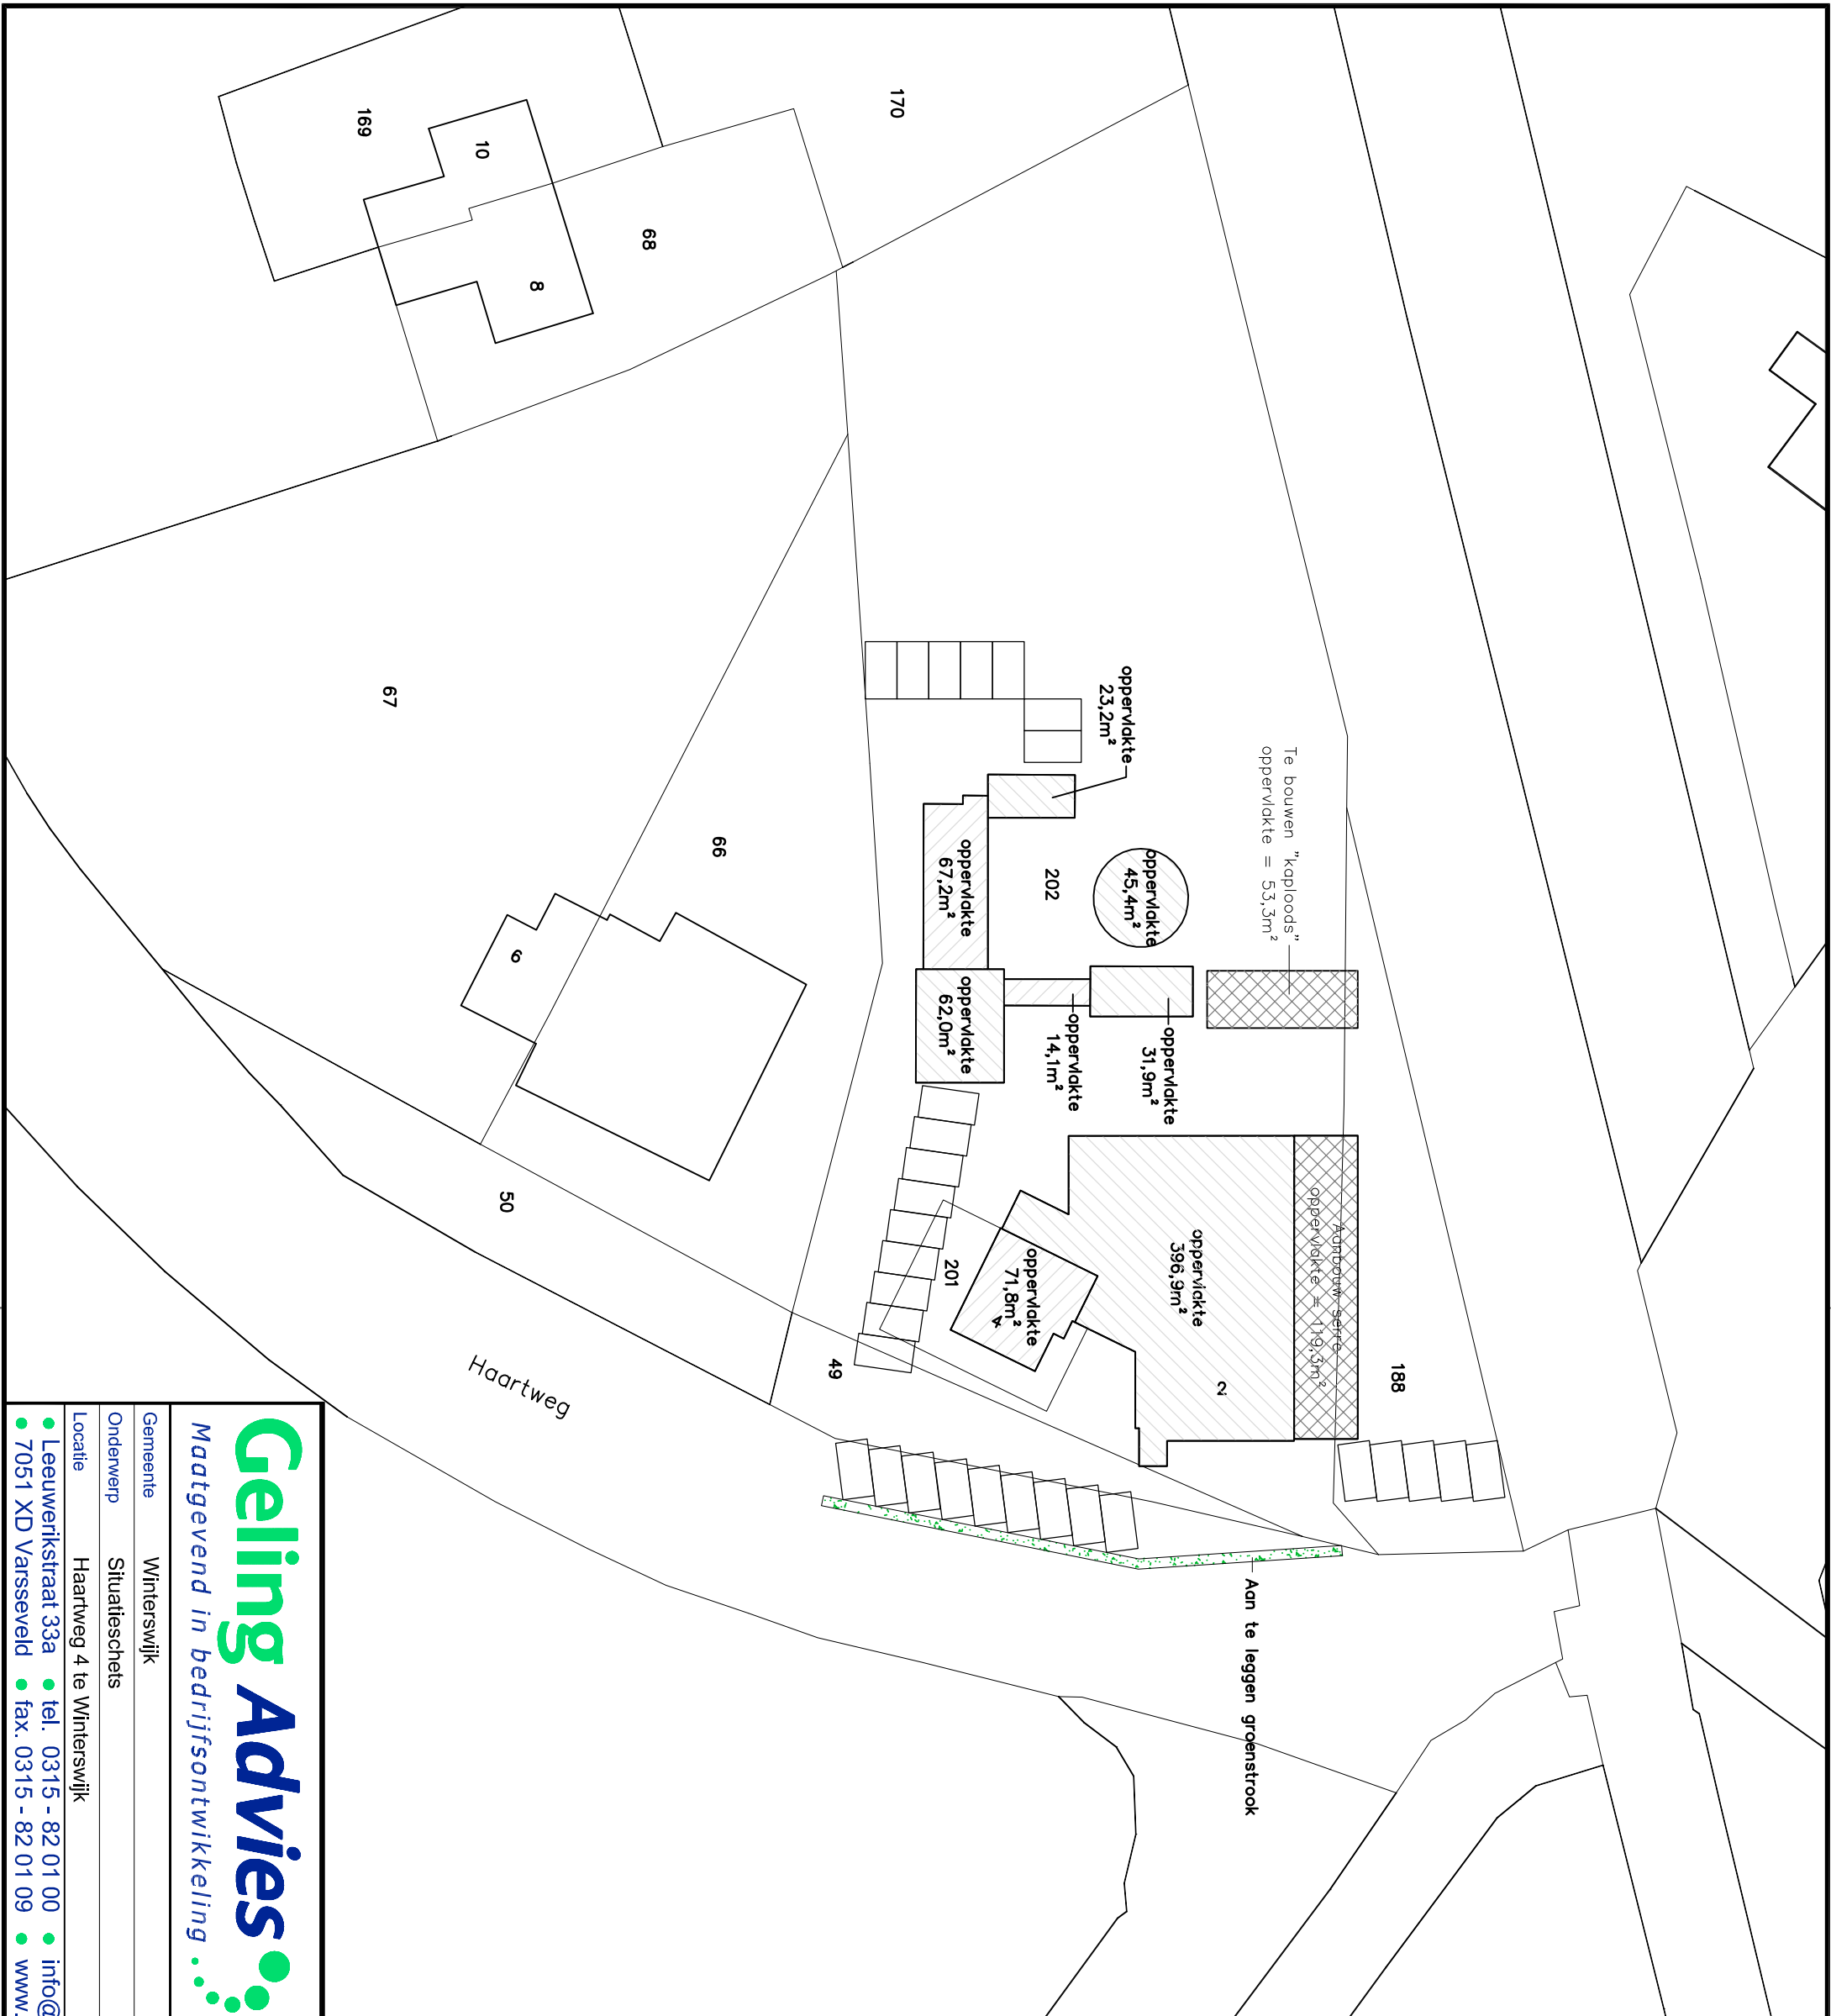 170
169
10
68
8
67
66
6
50
Haartweg
49
oppervlakte
23,2m²
oppervlakte
67,2m²
202
oppervlakte
45,4m²
Te bouwen "kaploods"
oppervlakte = 53,3m²
oppervlakte
62,0m²
oppervlakte
14,1m²
oppervlakte
31,9m²
oppervlakte
396,9m²
2
Aanbouw serre
oppervlakte = 119,3m²
188
201
oppervlakte
71,8m²
4
Aan te leggen groenstrook
Geling Advies
Maatgevend in bedrijfsontwikkeling
Gemeente Winterswijk
Onderwerp Situatieschets
Locatie Haartweg 4 te Winterswijk
• Leeuwerikstraat 33a • tel. 0315 - 82 01 00 • info@
• 7051 XD Varsseveld • fax. 0315 - 82 01 09 • www.